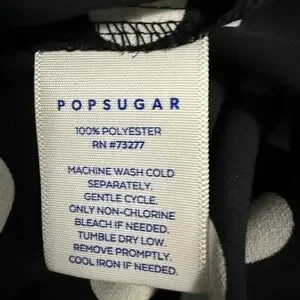 POPSUGAR
100% POLYESTER
RN #73277
MACHINE WASH COLD
SEPARATELY.
GENTLE CYCLE.
ONLY NON-CHLORINE
BLEACH IF NEEDED.
TUMBLE DRY LOW.
REMOVE PROMPTLY.
COOL IRON IF NEEDED.